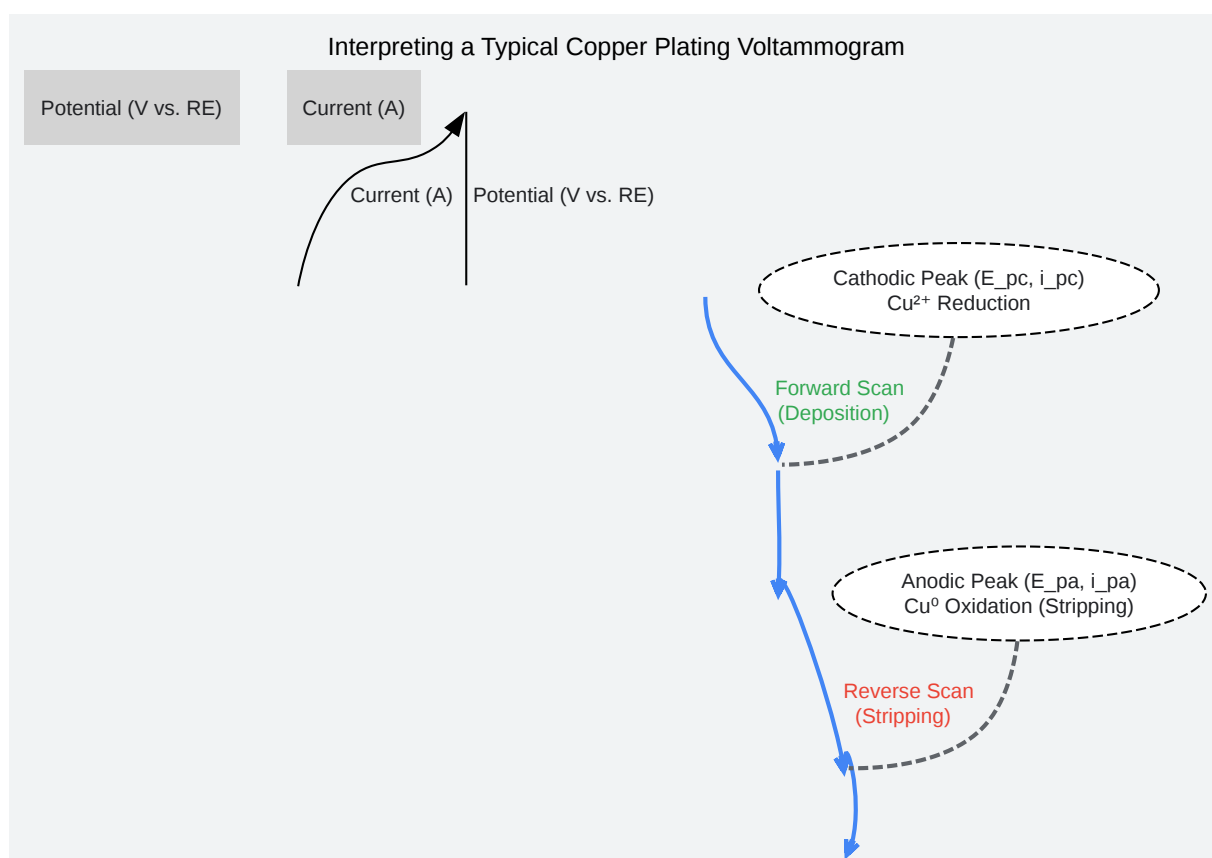 Interpreting a Typical Copper Plating Voltammogram
Potential (V vs. RE)
Current (A)
Current (A)
Potential (V vs. RE)
Cathodic Peak (E_pc, i_pc)
Cu²⁺ Reduction
Forward Scan
(Deposition)
Anodic Peak (E_pa, i_pa)
Cu⁰ Oxidation (Stripping)
Reverse Scan
(Stripping)